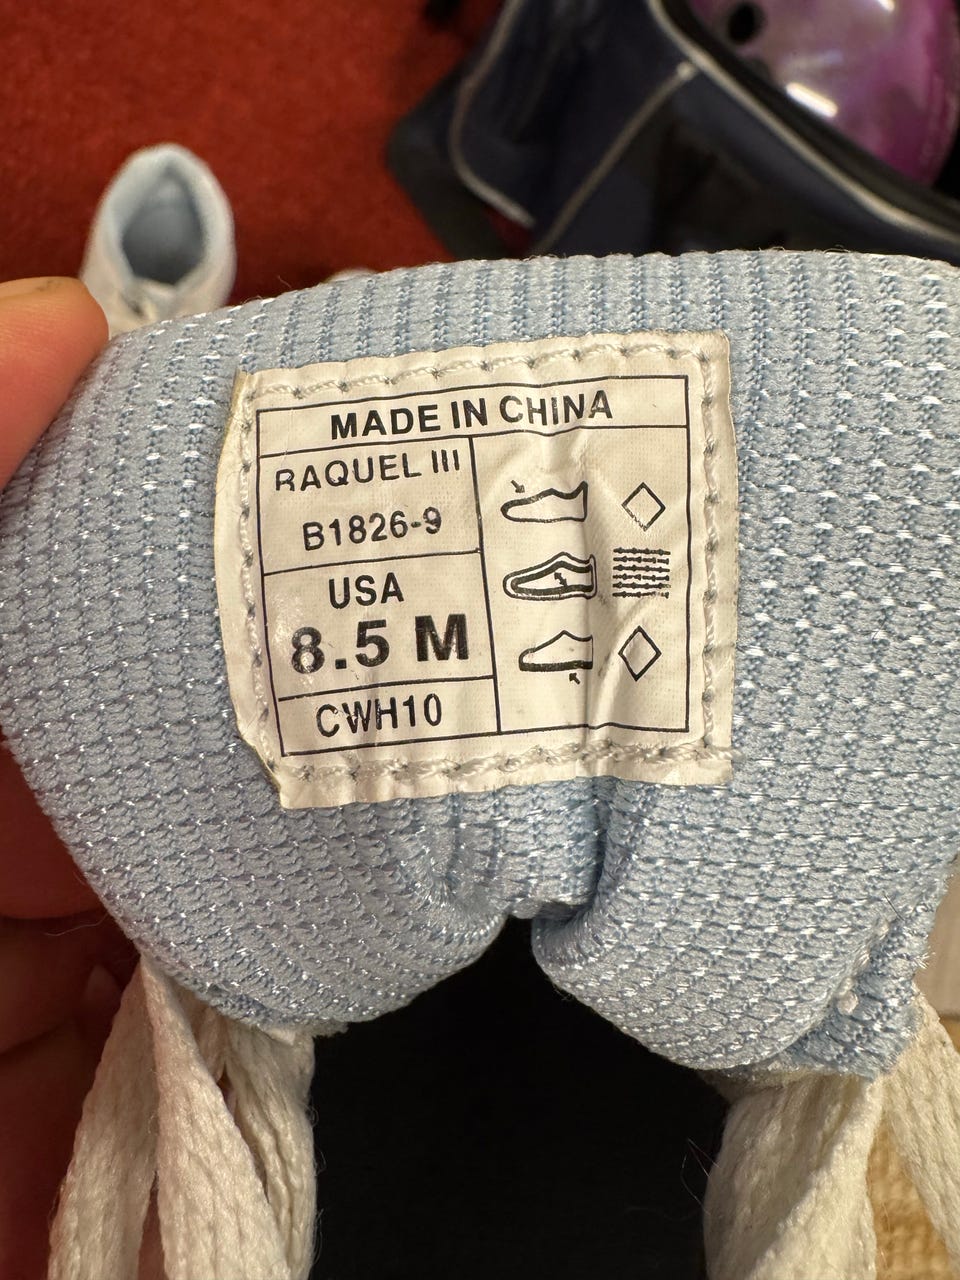 MADE IN CHINA
RAQUEL III
B1826-9
USA
8.5 M
CWH10